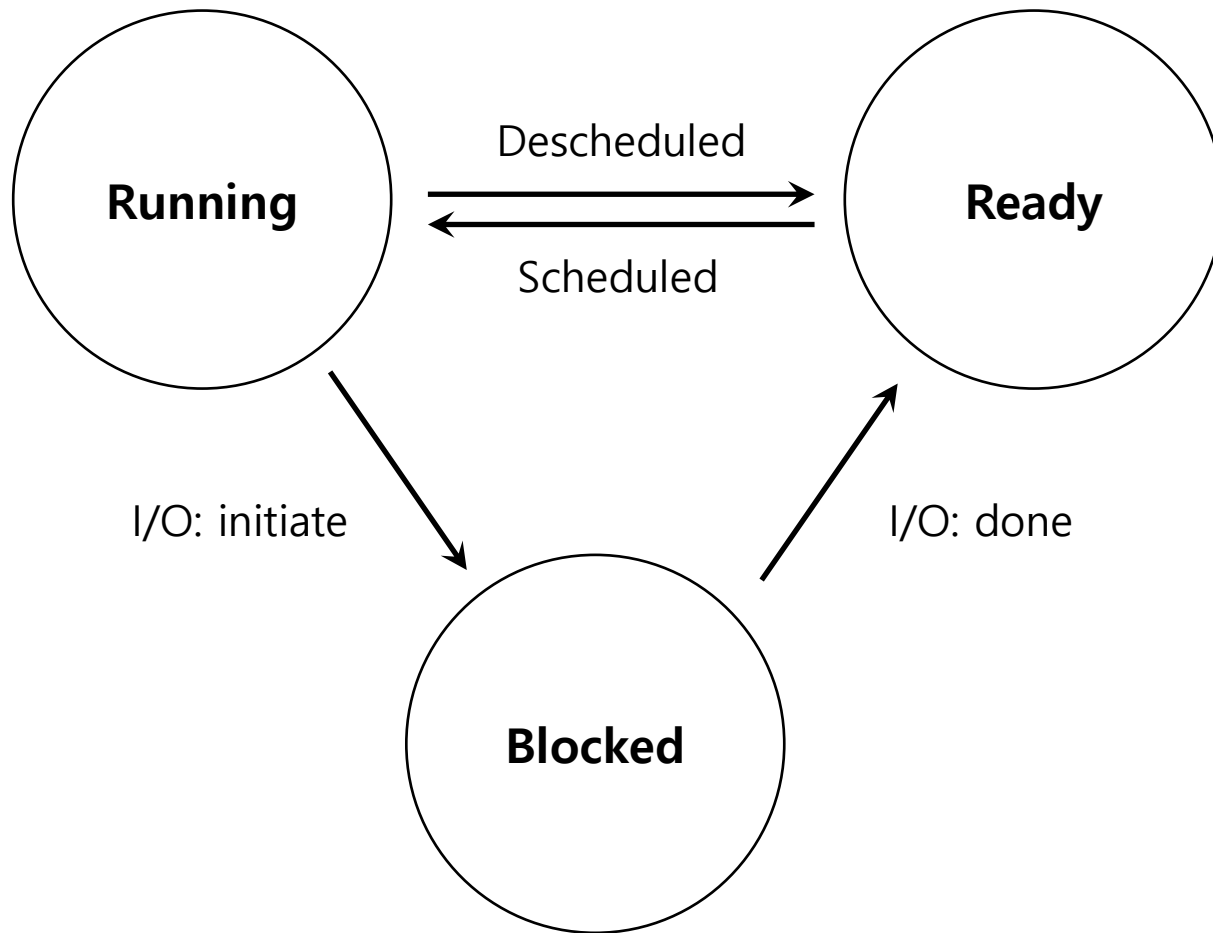 Descheduled
Running
Ready
Scheduled
I/O: initiate
I/O: done
Blocked